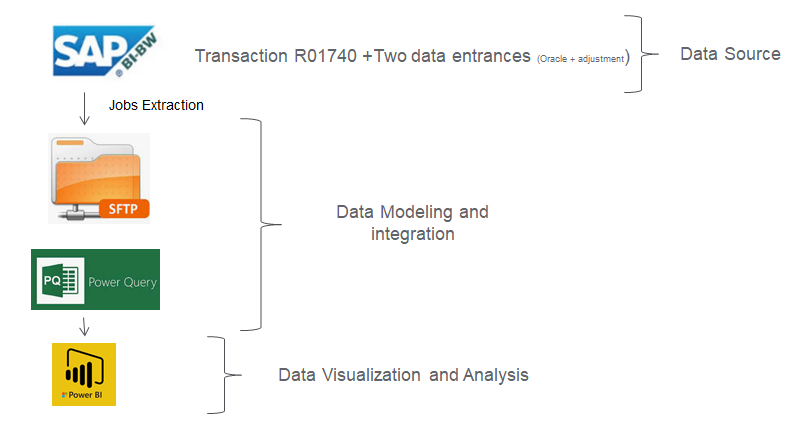 SAP
® BI-BW
Transaction R01740 +Two data entrances (Oracle + adjustment)
Data Source
Jobs Extraction
SFTP
Data Modeling and
integration
PQ
Power Query
Power BI
Data Visualization and Analysis